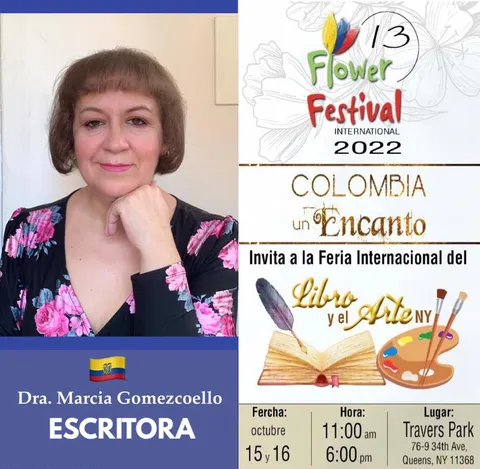 Dra. Marcia Gomezcoello
ESCRITORA
13
Flower
Festival
INTERNATIONAL
2022
COLOMBIA
un Encanto
Invita a la Feria Internacional del
Libro
y el Arte NY
Fercha:
octubre
15 y 16
Hora:
11:00 am
6:00 pm
Lugar:
Travers Park
76-9 34th Ave,
Queens, NY 11368